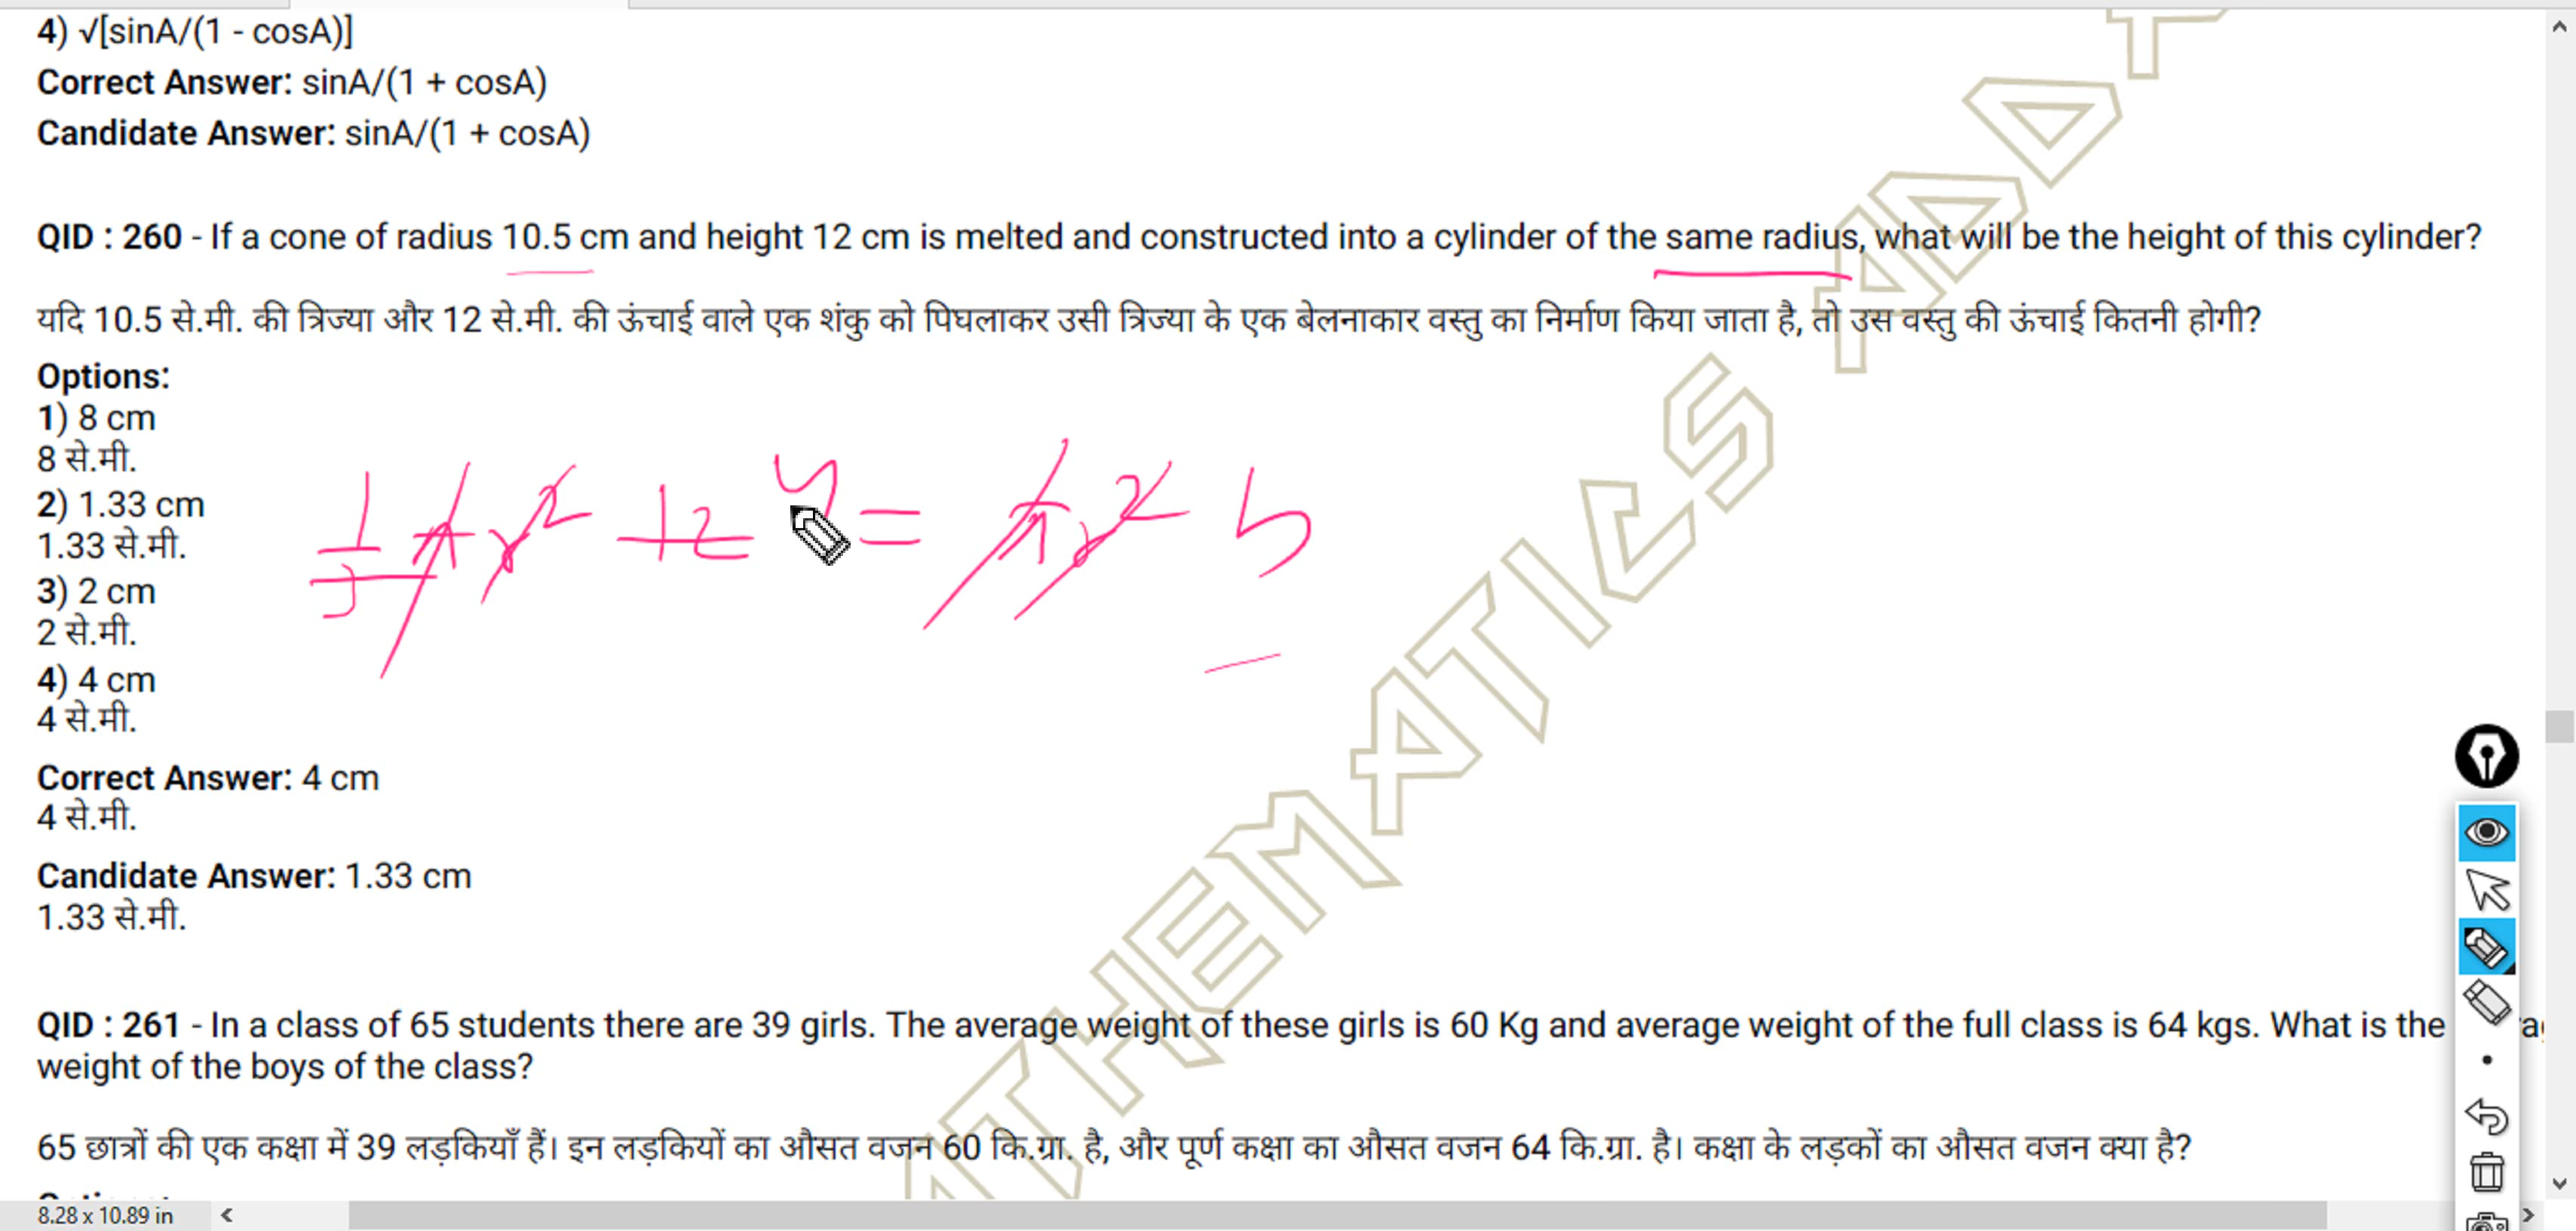 4) √[sinA/(1 - cosA)]
Correct Answer: sinA/(1 + cosA)
Candidate Answer: sinA/(1 + cosA)
QID : 260 - If a cone of radius 10.5 cm and height 12 cm is melted and constructed into a cylinder of the same radius, what will be the height of this cylinder?
यदि 10.5 से.मी. की त्रिज्या और 12 से.मी. की ऊंचाई वाले एक शंकु को पिघलाकर उसी त्रिज्या के एक बेलनाकार वस्तु का निर्माण किया जाता है, तो उस वस्तु की ऊंचाई कितनी होगी?
Options:
1) 8 cm
8 से.मी.
2) 1.33 cm
1.33 से.मी.
3) 2 cm
2 से.मी.
4) 4 cm
4 से.मी.
1/3 πr² 12 4 = πr² h
Correct Answer: 4 cm
4 से.मी.
Candidate Answer: 1.33 cm
1.33 से.मी.
QID : 261 - In a class of 65 students there are 39 girls. The average weight of these girls is 60 Kg and average weight of the full class is 64 kgs. What is the
weight of the boys of the class?
65 छात्रों की एक कक्षा में 39 लड़कियाँ हैं। इन लड़कियों का औसत वजन 60 कि.ग्रा. है, और पूर्ण कक्षा का औसत वजन 64 कि.ग्रा. है। कक्षा के लड़कों का औसत वजन क्या है?
8.28 x 10.89 in